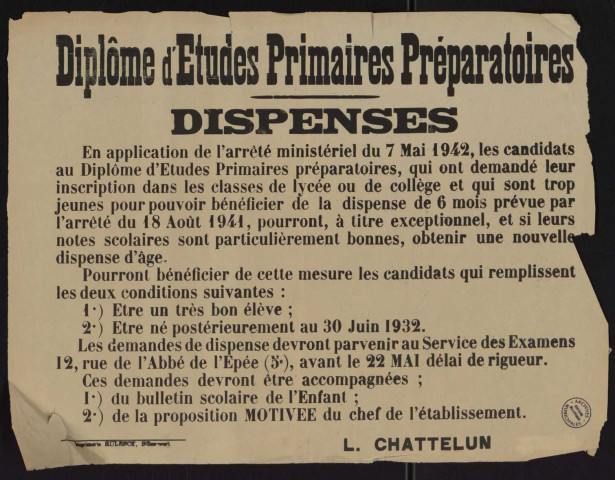 Diplôme d'Etudes Primaires Préparatoires
DISPENSES
En application de l'arrêté ministériel du 7 Mai 1942, les candidats
au Diplôme d'Etudes Primaires préparatoires, qui ont demandé leur
inscription dans les classes de lycée ou de collège et qui sont trop
jeunes pour pouvoir bénéficier de la dispense de 6 mois prévue par
l'arrêté du 18 Août 1941, pourront, à titre exceptionnel, et si leurs
notes scolaires sont particulièrement bonnes, obtenir une nouvelle
dispense d'âge.
Pourront bénéficier de cette mesure les candidats qui remplissent
les deux conditions suivantes :
1°) Etre un très bon élève ;
2°) Etre né postérieurement au 30 Juin 1932.
Les demandes de dispense devront parvenir au Service des Examens
12, rue de l'Abbé de l'Epée (5e), avant le 22 MAI délai de rigueur.
Ces demandes devront être accompagnées ;
1°) du bulletin scolaire de l'Enfant ;
2°) de la proposition MOTIVEE du chef de l'établissement.
L. CHATTELUN
Imprimerie
ARCHIVES